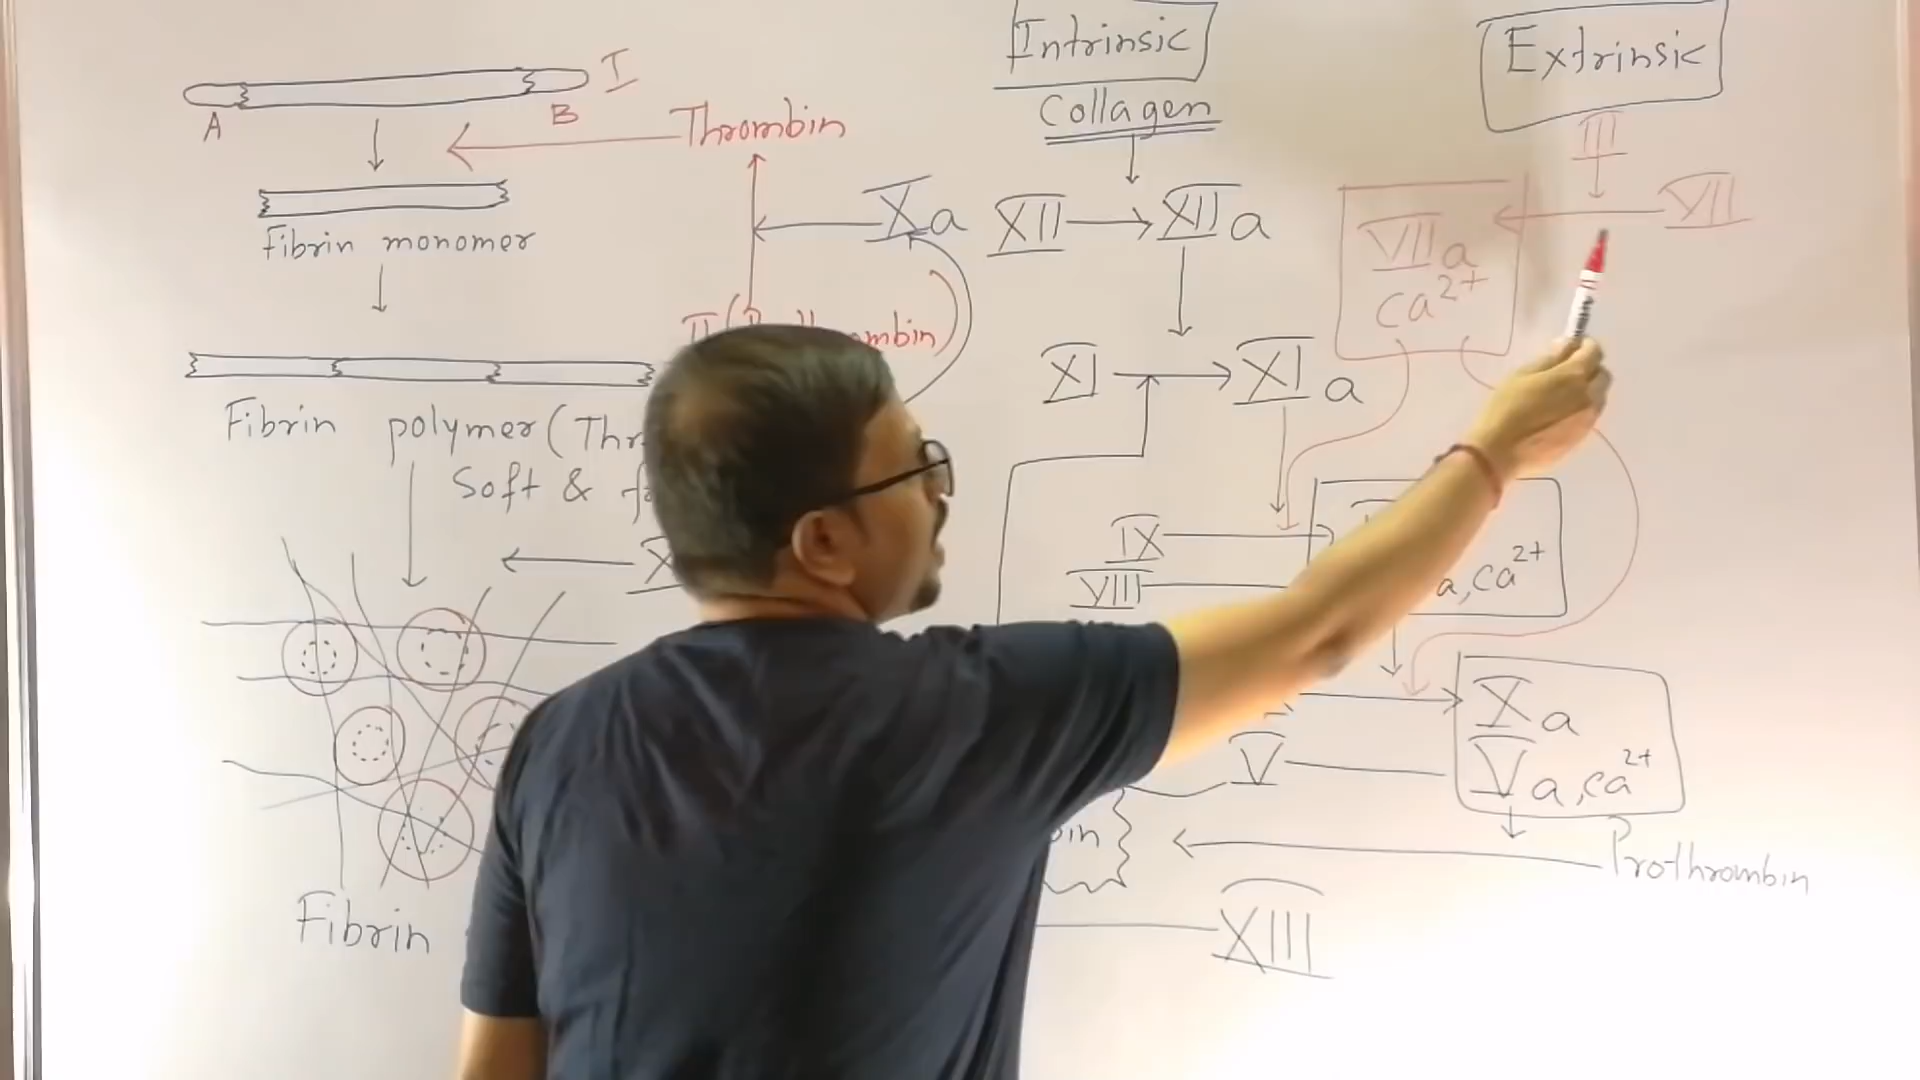 I
A
B
Thrombin
Fibrin monomer
Xa
Fibrin polymer (
Soft &
Fibrin
Intrinsic
Collagen
XII
XIIa
XI
XIa
IX
VIII
a, ca2+
V
Xa
Va, ca2+
Prothrombin
XIII
Extrinsic
III
VII
VIIa
ca2+